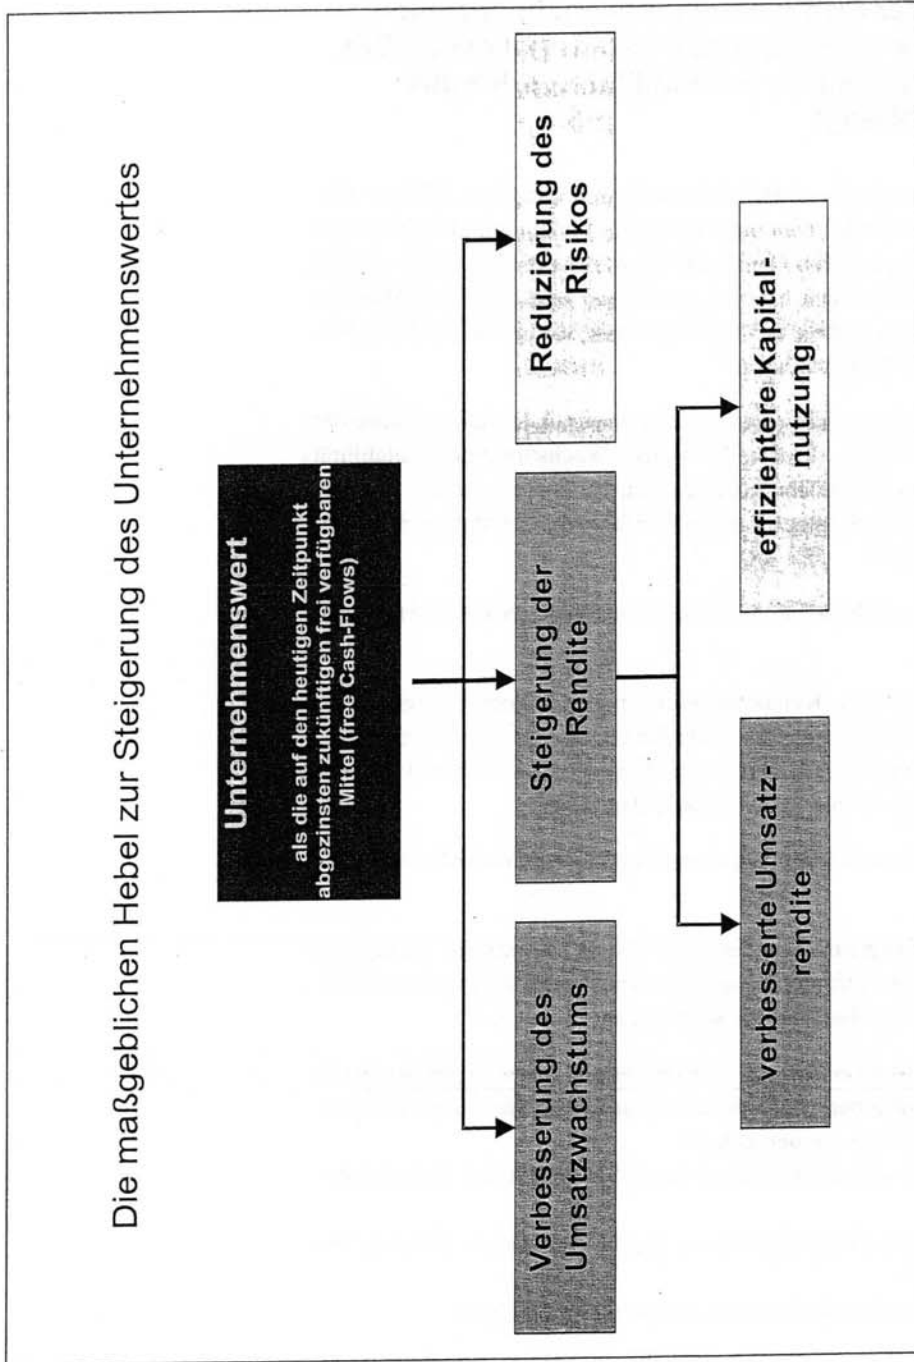 Die maßgeblichen Hebel zur Steigerung des Unternehmenswertes
Unternehmenswert
als die auf den heutigen Zeitpunkt
abgezinsten zukünftigen frei verfügbaren
Mittel (free Cash-Flows)
Verbesserung des
Umsatzwachstums
Steigerung der
Rendite
Reduzierung des
Risikos
verbesserte Umsatz-
rendite
effizientere Kapital-
nutzung